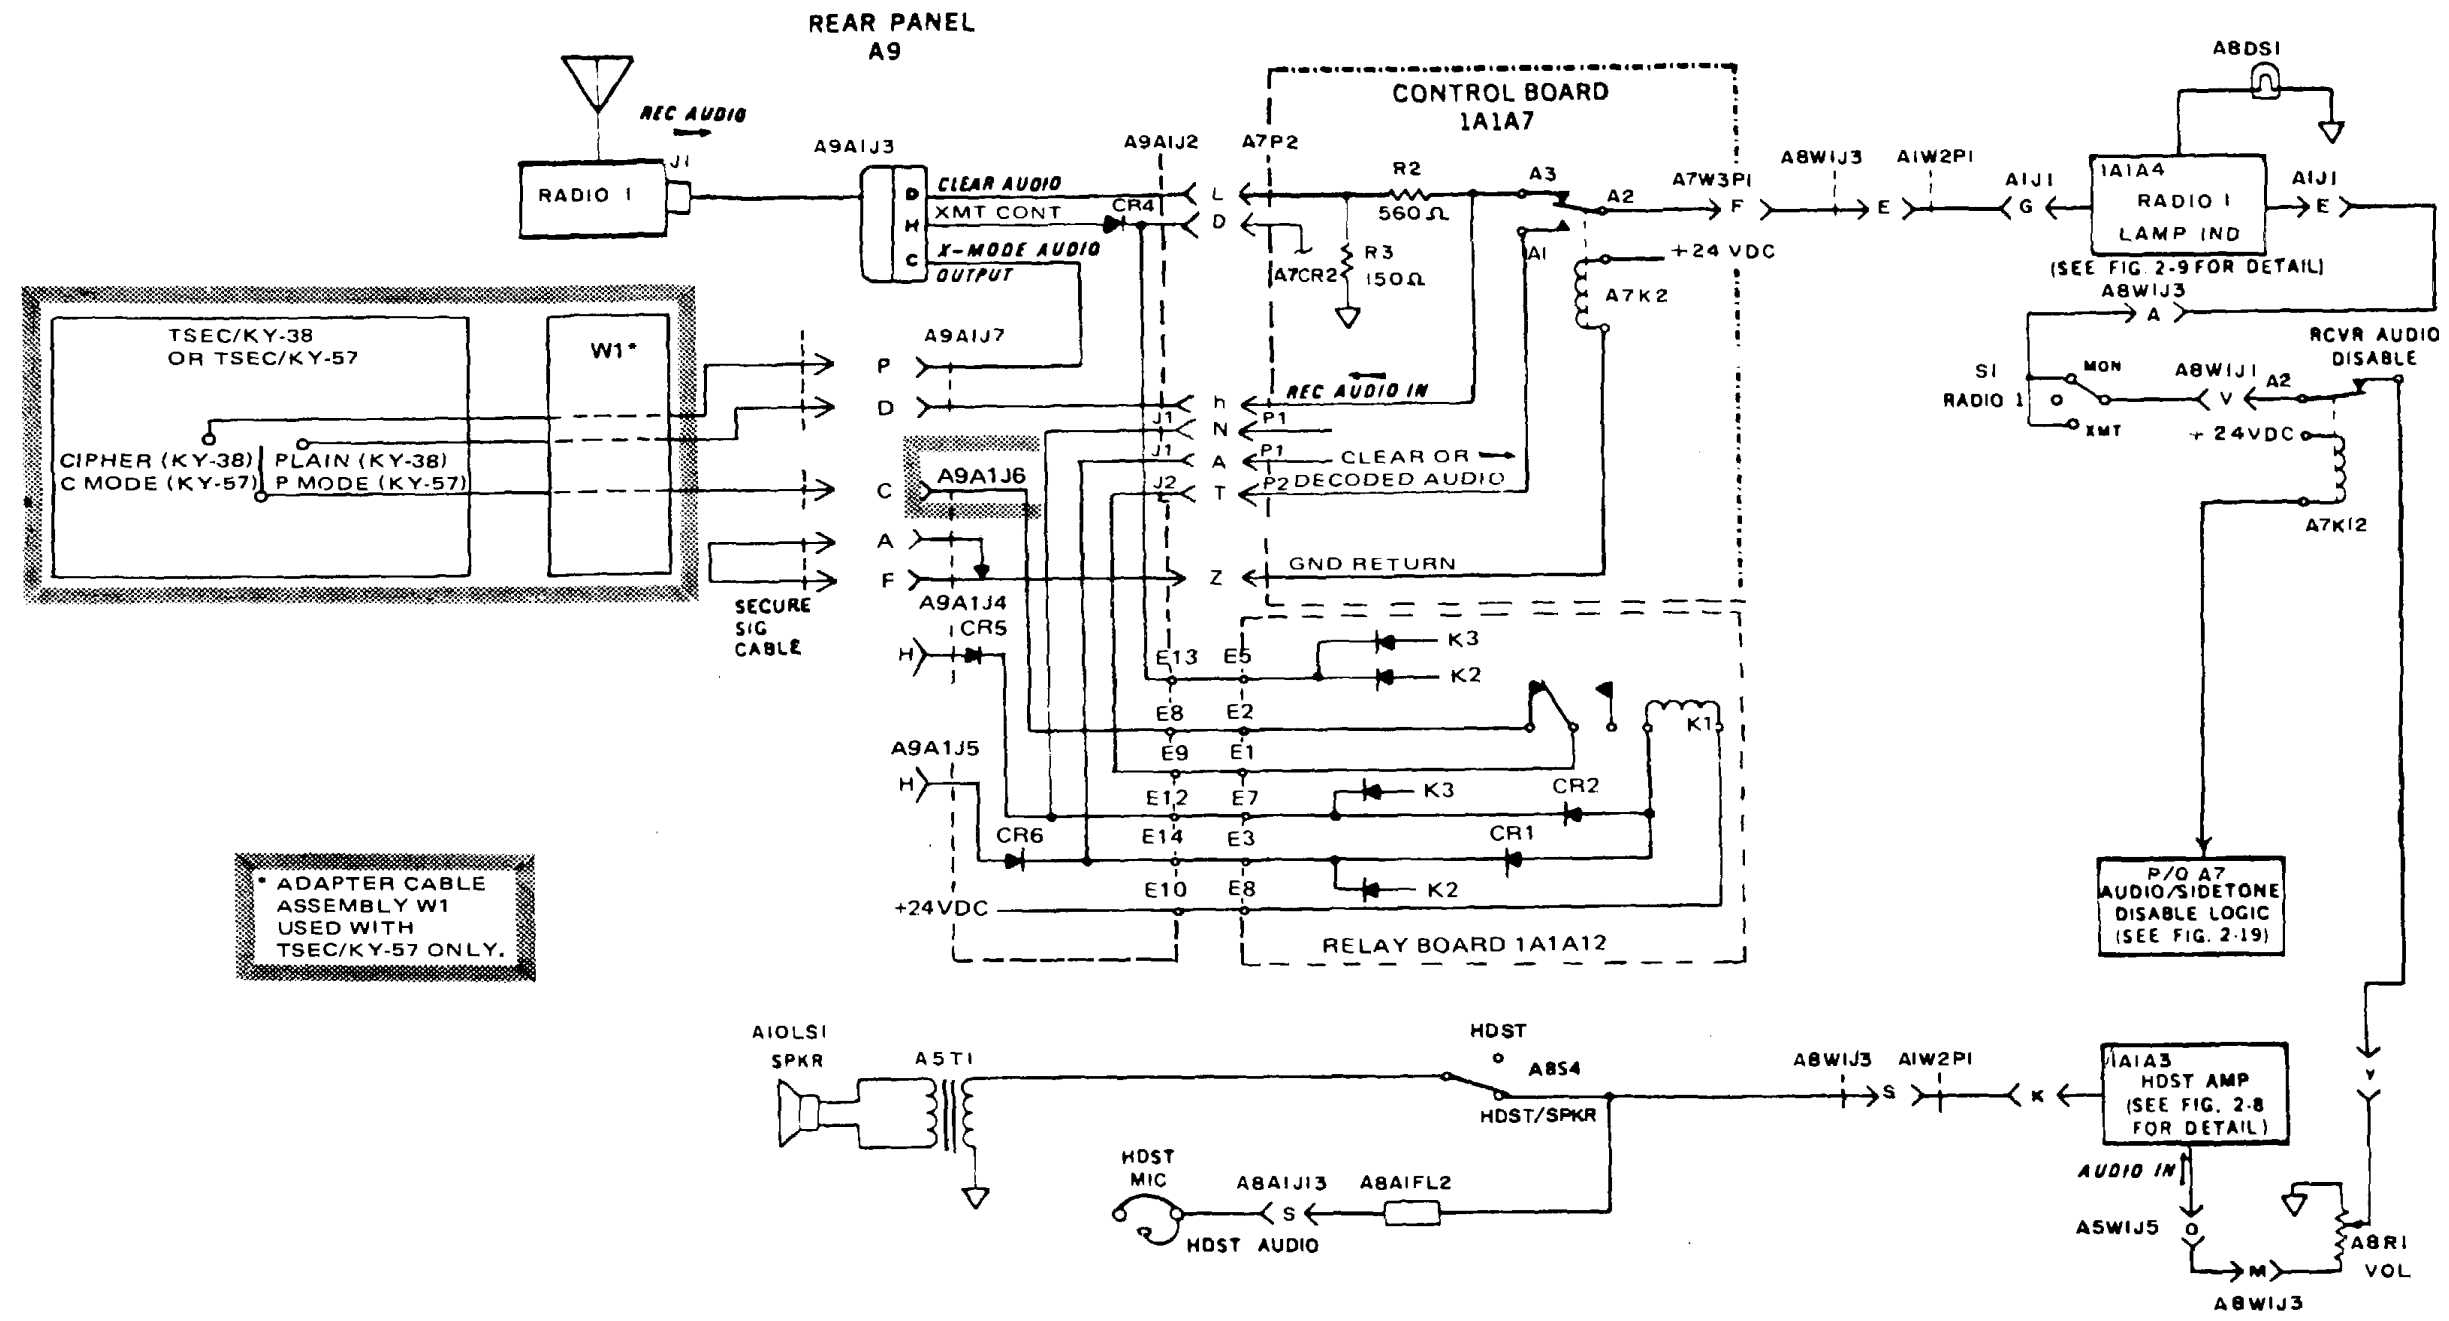 REAR PANEL
A9
REC AUDIO
RADIO 1
J1
A9A1J3
D
H
C
CLEAR AUDIO
XMT CONT
X-MODE AUDIO
OUTPUT
CR4
A9A1J2
A7P2
L
D
CONTROL BOARD
1A1A7
R2
560Ω
R3
150Ω
A7CR2
A3
A2
A1
+24 VDC
A7K2
A7W3P1
F
A8W1J3
E
A1W2P1
A1J1
G
1A1A4
RADIO 1
LAMP IND
(SEE FIG. 2-9 FOR DETAIL)
A8DS1
A1J1
E
A8W1J3
A
S1
RADIO 1
MON
XMT
A8W1J1
V
A2
RCVR AUDIO
DISABLE
+ 24VDC
A7K12
P/O A7
AUDIO/SIDETONE
DISABLE LOGIC
(SEE FIG. 2-19)
TSEC/KY-38
OR TSEC/KY-57
W1*
CIPHER (KY-38)
C MODE (KY-57)
PLAIN (KY-38)
P MODE (KY-57)
SECURE
SIG
CABLE
A9A1J7
P
D
C
A
F
A9A1J6
h
N
A
T
Z
J1
J1
J2
P1
P1
P2
REC AUDIO IN
CLEAR OR
DECODED AUDIO
GND RETURN
A9A1J4
CR5
H
A9A1J5
H
CR6
+24VDC
E13
E5
E8
E2
E9
E1
E12
E7
E14
E3
E10
E8
K3
K2
K1
K3
CR2
CR1
K2
RELAY BOARD 1A1A12
* ADAPTER CABLE
ASSEMBLY W1
USED WITH
TSEC/KY-57 ONLY.
A10LS1
SPKR
A5T1
HDST
A8S4
HDST/SPKR
A8W1J3
S
A1W2P1
K
1A1A3
HDST AMP
(SEE FIG. 2-8
FOR DETAIL)
AUDIO IN
HDST
MIC
A8A1J13
S
A8A1FL2
HDST AUDIO
A5W1J5
O
M
A8W1J3
A8R1
VOL
Y